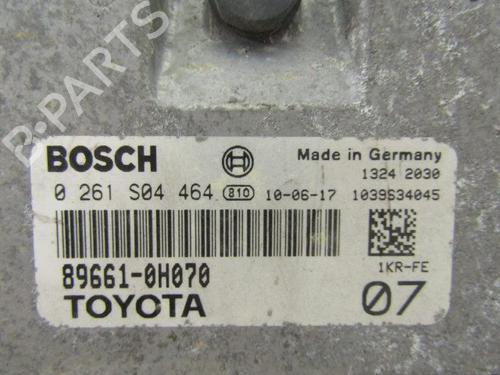 B-PARTS
BOSCH
Made in Germany
1324 2030
0 261 S04 464 810 10-06-17 1039S34045
89661-0H070
1KR-FE
TOYOTA
07